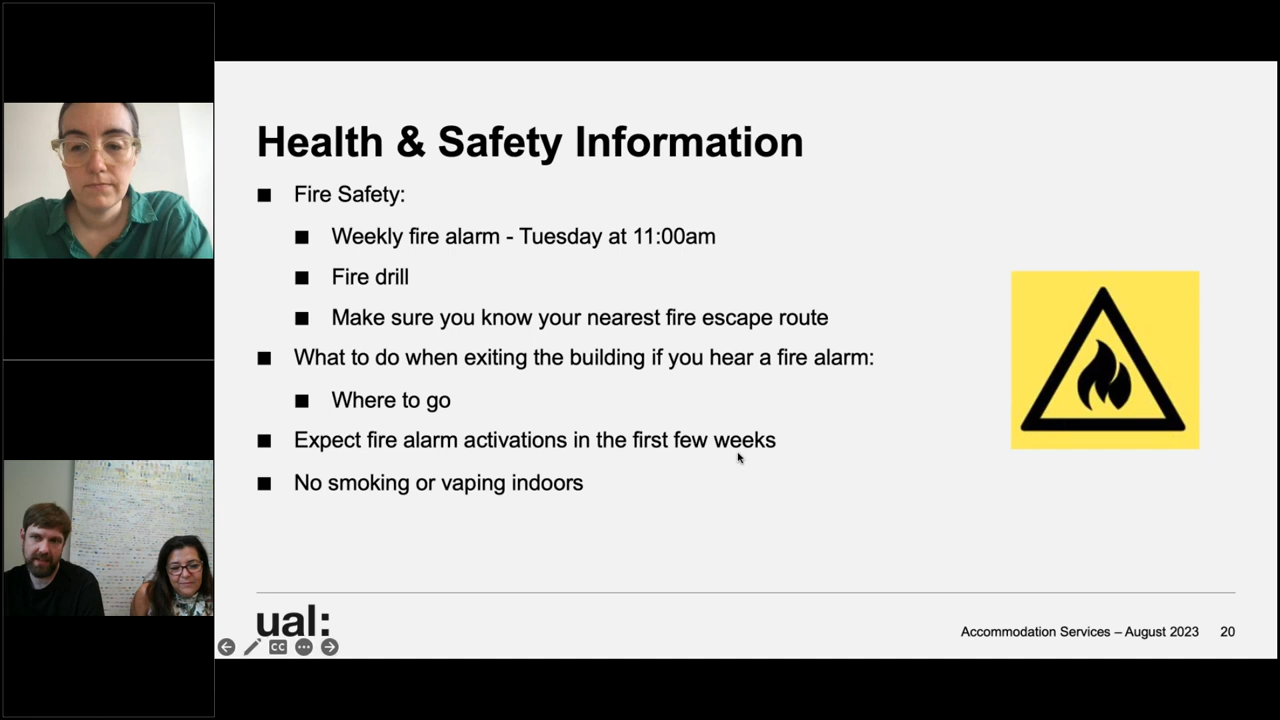 Health & Safety Information
Fire Safety:
Weekly fire alarm - Tuesday at 11:00am
Fire drill
Make sure you know your nearest fire escape route
What to do when exiting the building if you hear a fire alarm:
Where to go
Expect fire alarm activations in the first few weeks
No smoking or vaping indoors
ual:
CC
Accommodation Services – August 2023 20